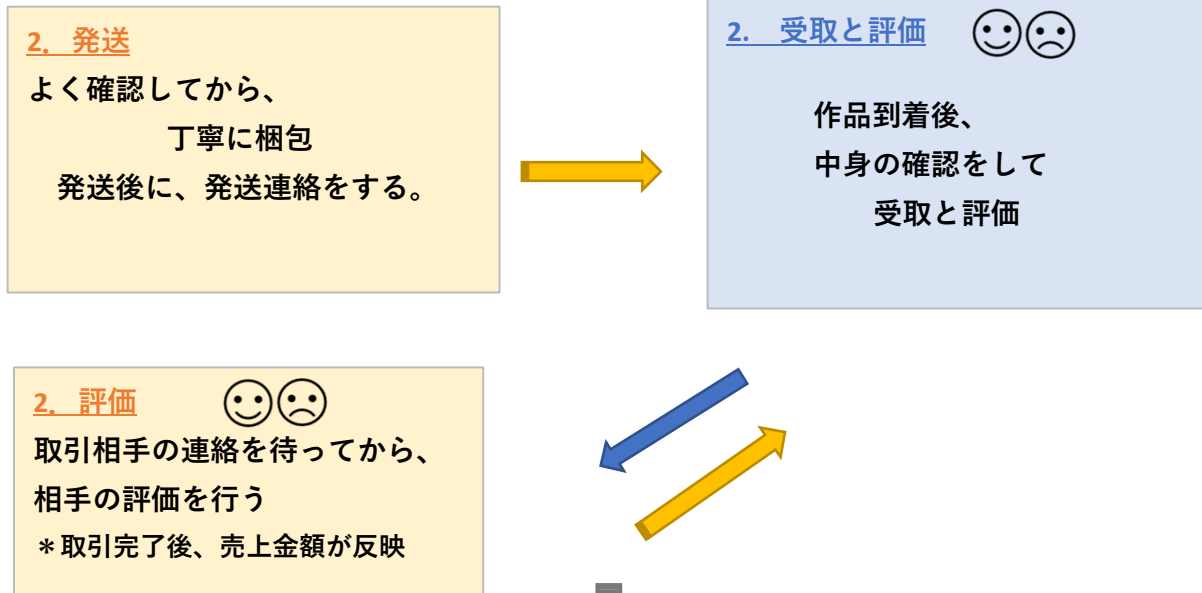 2．発送
よく確認してから、
丁寧に梱包
発送後に、発送連絡をする。
2.　受取と評価
作品到着後、
中身の確認をして
受取と評価
2．評価
取引相手の連絡を待ってから、
相手の評価を行う
＊取引完了後、売上金額が反映